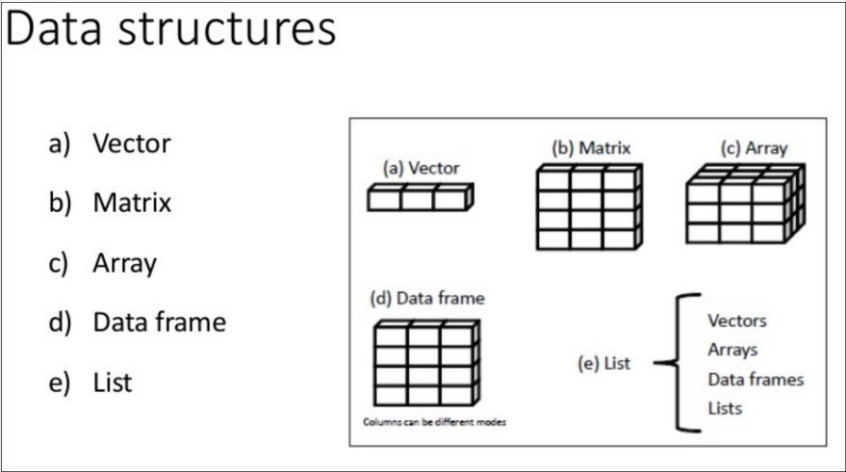 Data structures
a) Vector
b) Matrix
c) Array
d) Data frame
e) List
(a) Vector
(b) Matrix
(c) Array
(d) Data frame
Columns can be different modes
(e) List
Vectors
Arrays
Data frames
Lists